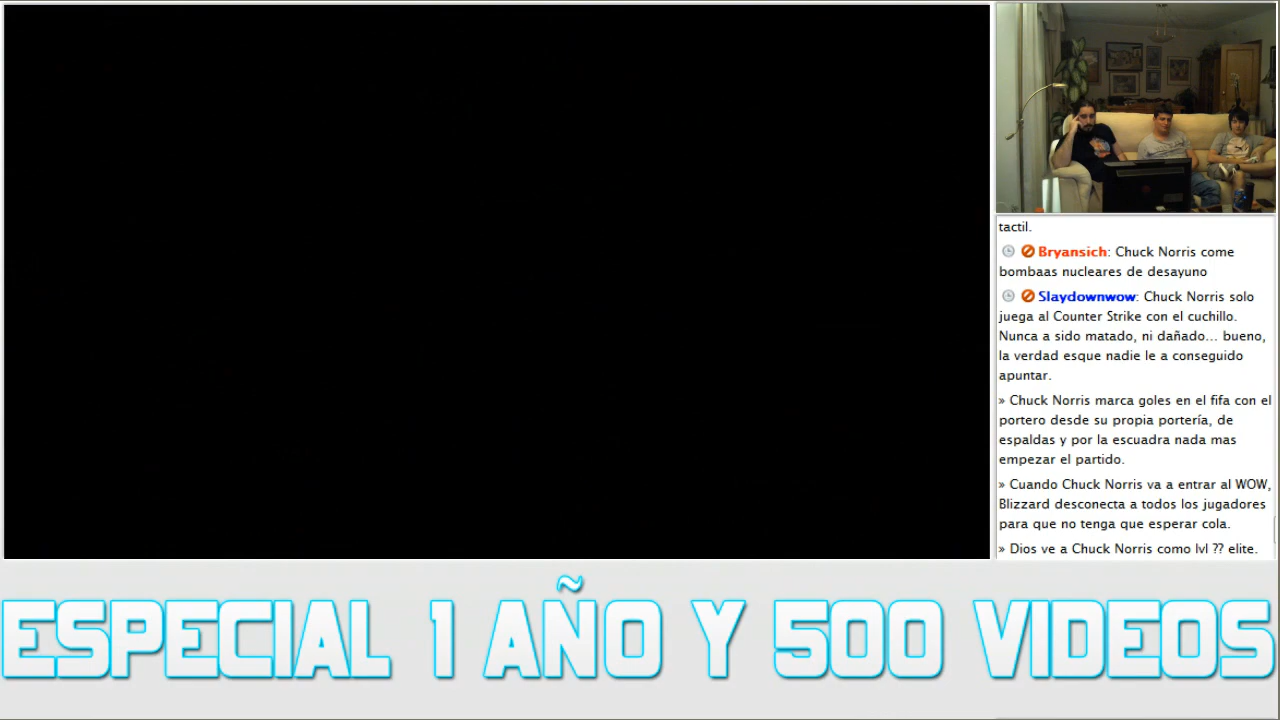 tactil.
Bryansich: Chuck Norris come
bombaas nucleares de desayuno
Slaydownwow: Chuck Norris solo
juega al Counter Strike con el cuchillo.
Nunca a sido matado, ni dañado... bueno,
la verdad esque nadie le a conseguido
apuntar.
» Chuck Norris marca goles en el fifa con el
portero desde su propia portería, de
espaldas y por la escuadra nada mas
empezar el partido.
» Cuando Chuck Norris va a entrar al WOW,
Blizzard desconecta a todos los jugadores
para que no tenga que esperar cola.
» Dios ve a Chuck Norris como lvl ?? elite.
ESPECIAL 1 AÑO Y 500 VIDEOS